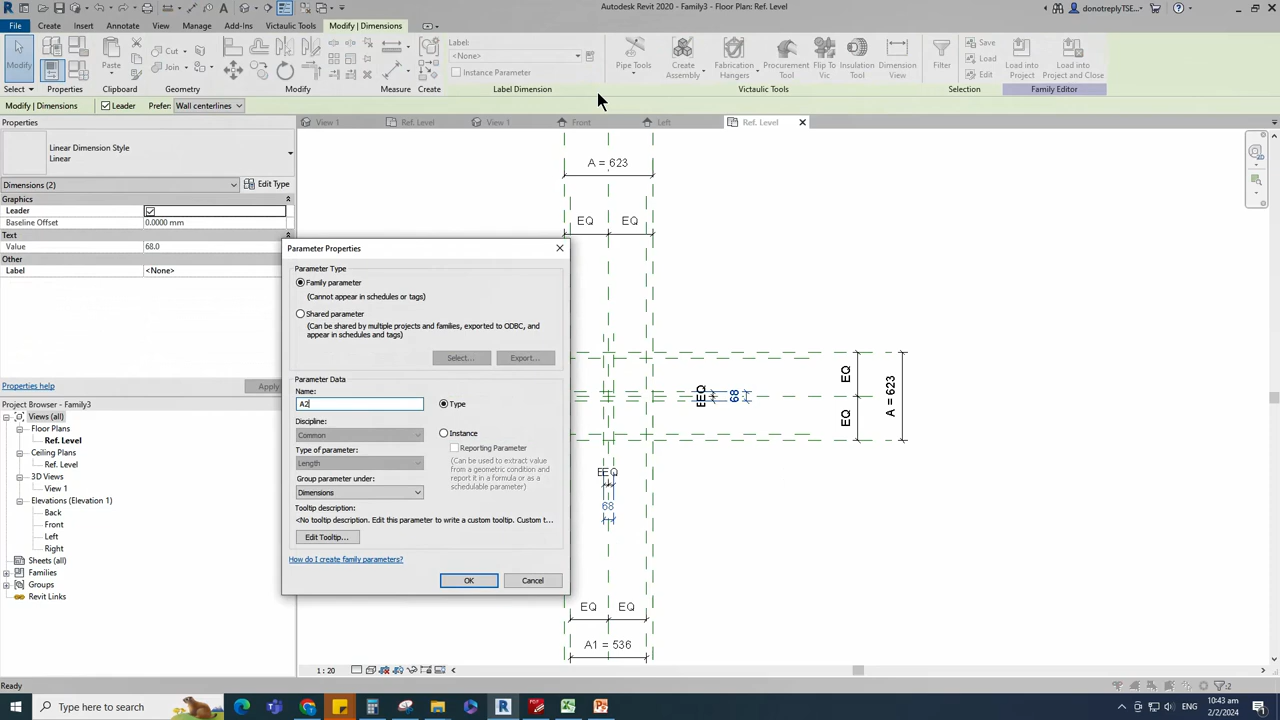 Autodesk Revit 2020 - Family3 - Floor Plan: Ref. Level
donotreplyTSE...
File Create Insert Annotate View Manage Add-Ins Victaulic Tools Modify | Dimensions
Modify
Cut
Join
Label:
<None>
Instance Parameter
Pipe Tools
Create Assembly
Fabrication Hangers
Procurement Tool
Flip To Vic
Insulation Tool
Dimension View
Filter
Save
Load
Edit
Load into Project
Load into Project and Close
Select Properties Clipboard Geometry Modify Measure Create Label Dimension Victaulic Tools Selection Family Editor
Modify | Dimensions Leader Prefer: Wall centerlines
Properties
View 1 Ref. Level View 1 Front Left Ref. Level
Linear Dimension Style
Linear
Dimensions (2) Edit Type
Graphics
Leader
Baseline Offset 0.0000 mm
Text
Value 68.0
Other
Label <None>
Properties help Apply
Project Browser - Family3
Views (all)
Floor Plans
Ref. Level
Ceiling Plans
Ref. Level
3D Views
View 1
Elevations (Elevation 1)
Back
Front
Left
Right
Sheets (all)
Families
Groups
Revit Links
Parameter Properties
Parameter Type
Family parameter
(Cannot appear in schedules or tags)
Shared parameter
(Can be shared by multiple projects and families, exported to ODBC, and
appear in schedules and tags)
Select... Export...
Parameter Data
Name:
A2
Type
Discipline:
Common
Instance
Type of parameter:
Length
Reporting Parameter
(Can be used to extract value
from a geometric condition and
report it in a formula or as a
schedulable parameter)
Group parameter under:
Dimensions
Tooltip description:
<No tooltip description. Edit this parameter to write a custom tooltip. Custom t...
Edit Tooltip...
How do I create family parameters?
OK Cancel
A = 623
EQ EQ
EQ
EQ
A = 623
68
68
EQ EQ
A1 = 536
1 : 20
Ready
:2
Type here to search
10:43 am
2/2/2024